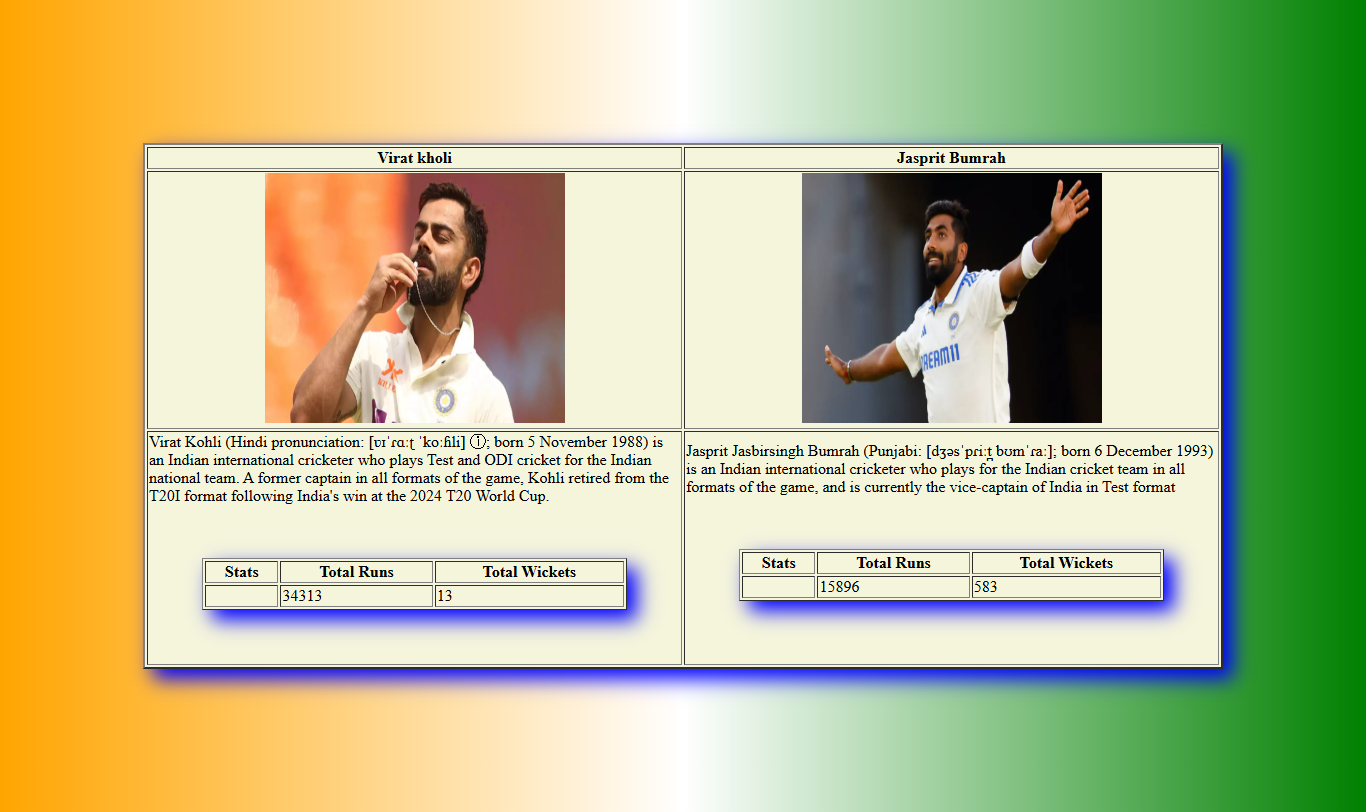 Virat kholi
Jasprit Bumrah
DREAM11
Virat Kohli (Hindi pronunciation: [ʋɪˈɾɑːʈ ˈkoːɦli] ⓘ; born 5 November 1988) is
an Indian international cricketer who plays Test and ODI cricket for the Indian
national team. A former captain in all formats of the game, Kohli retired from the
T20I format following India's win at the 2024 T20 World Cup.
Jasprit Jasbirsingh Bumrah (Punjabi: [dʒəsˈpɾiːt̪ bʊmˈɾaː]; born 6 December 1993)
is an Indian international cricketer who plays for the Indian cricket team in all
formats of the game, and is currently the vice-captain of India in Test format
Stats Total Runs Total Wickets
34313 13
Stats Total Runs Total Wickets
15896 583